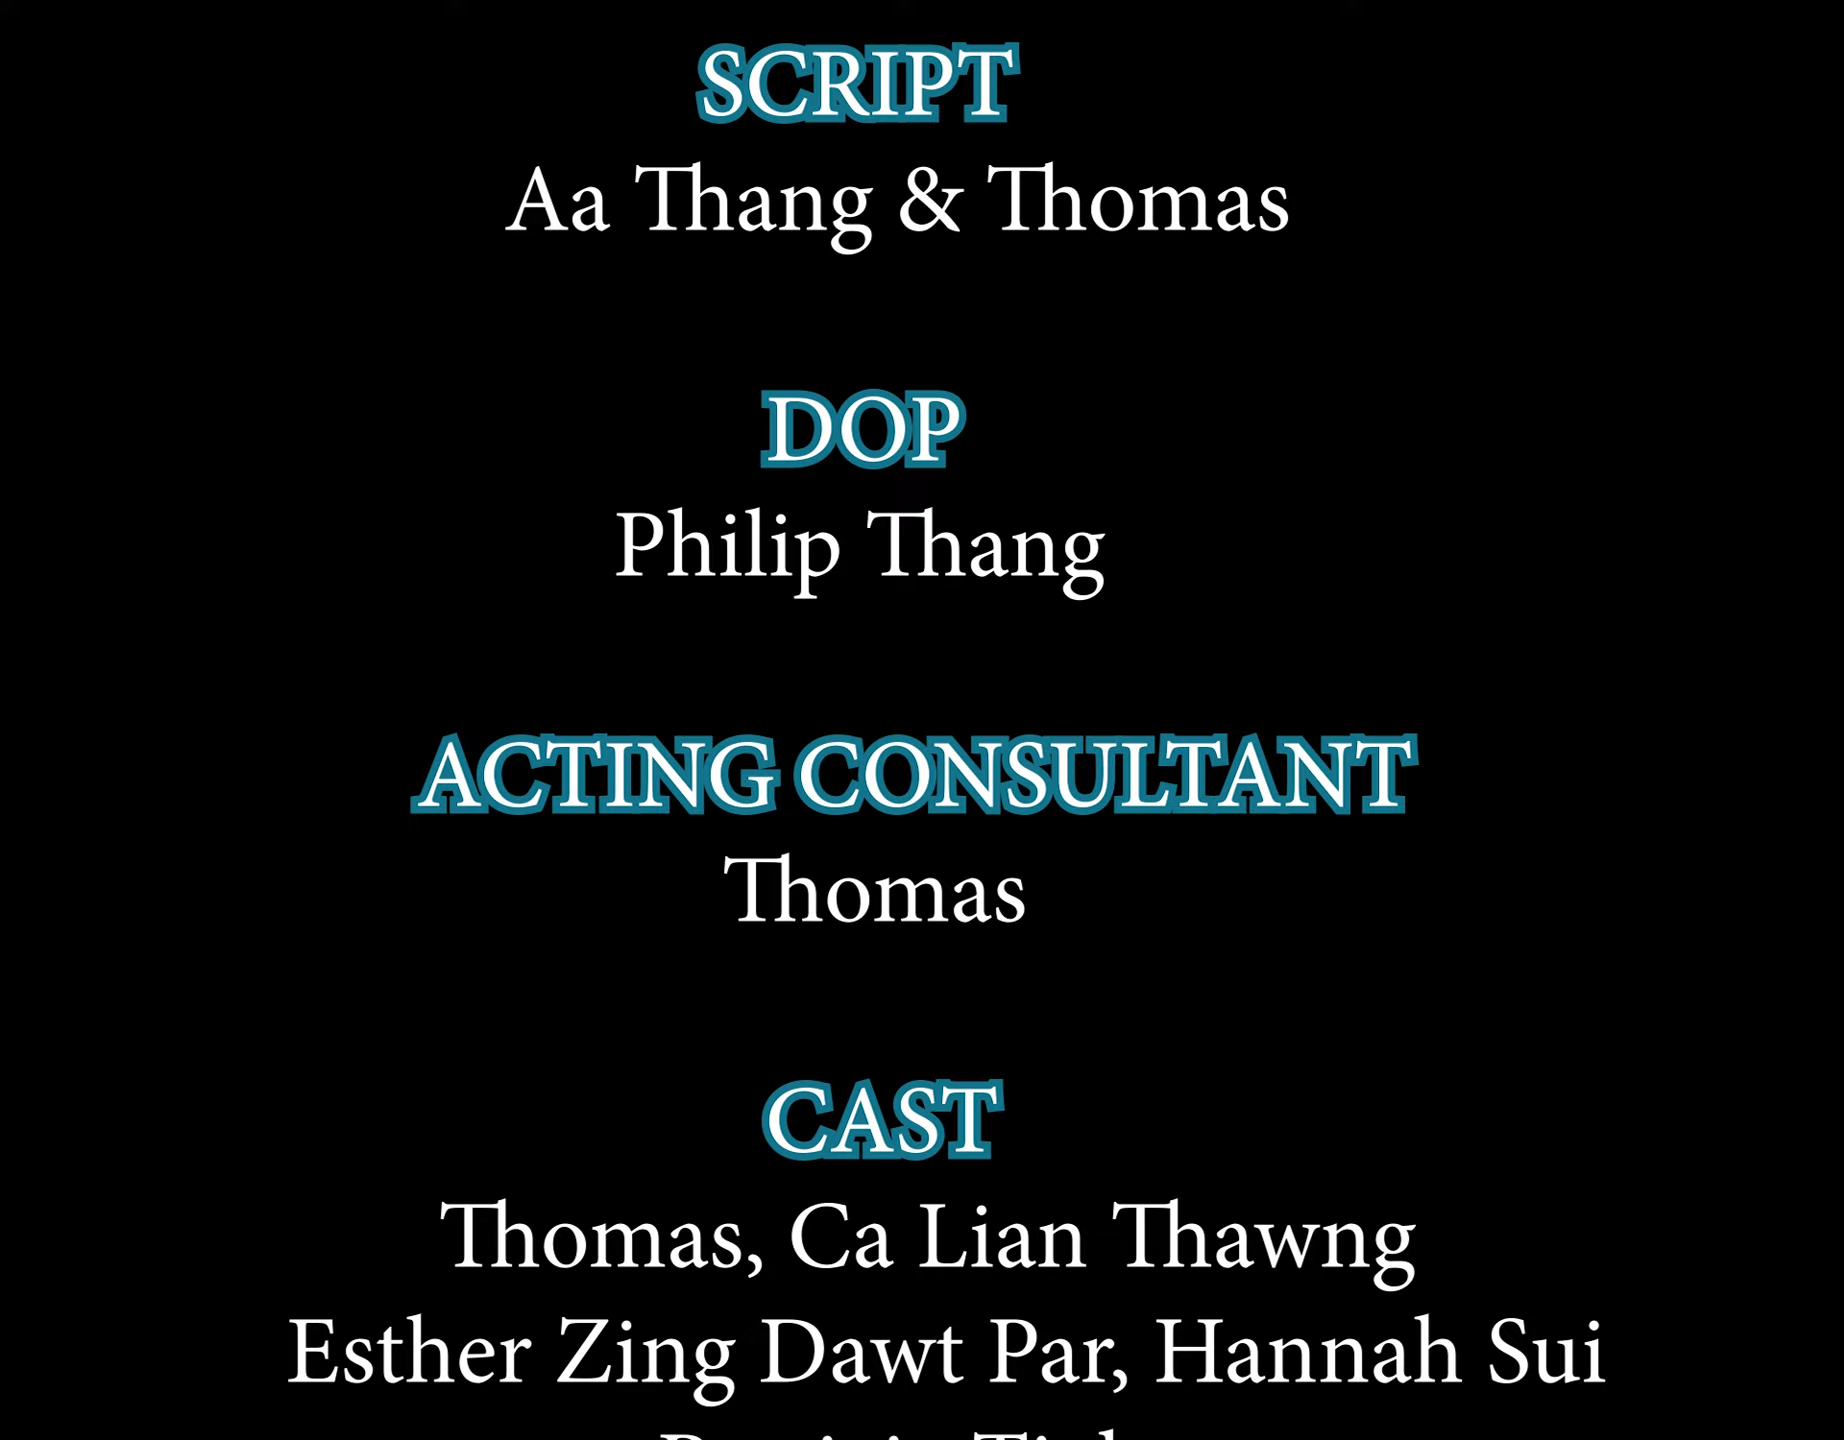 SCRIPT
Aa Thang & Thomas
DOP
Philip Thang
ACTING CONSULTANT
Thomas
CAST
Thomas, Ca Lian Thawng
Esther Zing Dawt Par, Hannah Sui